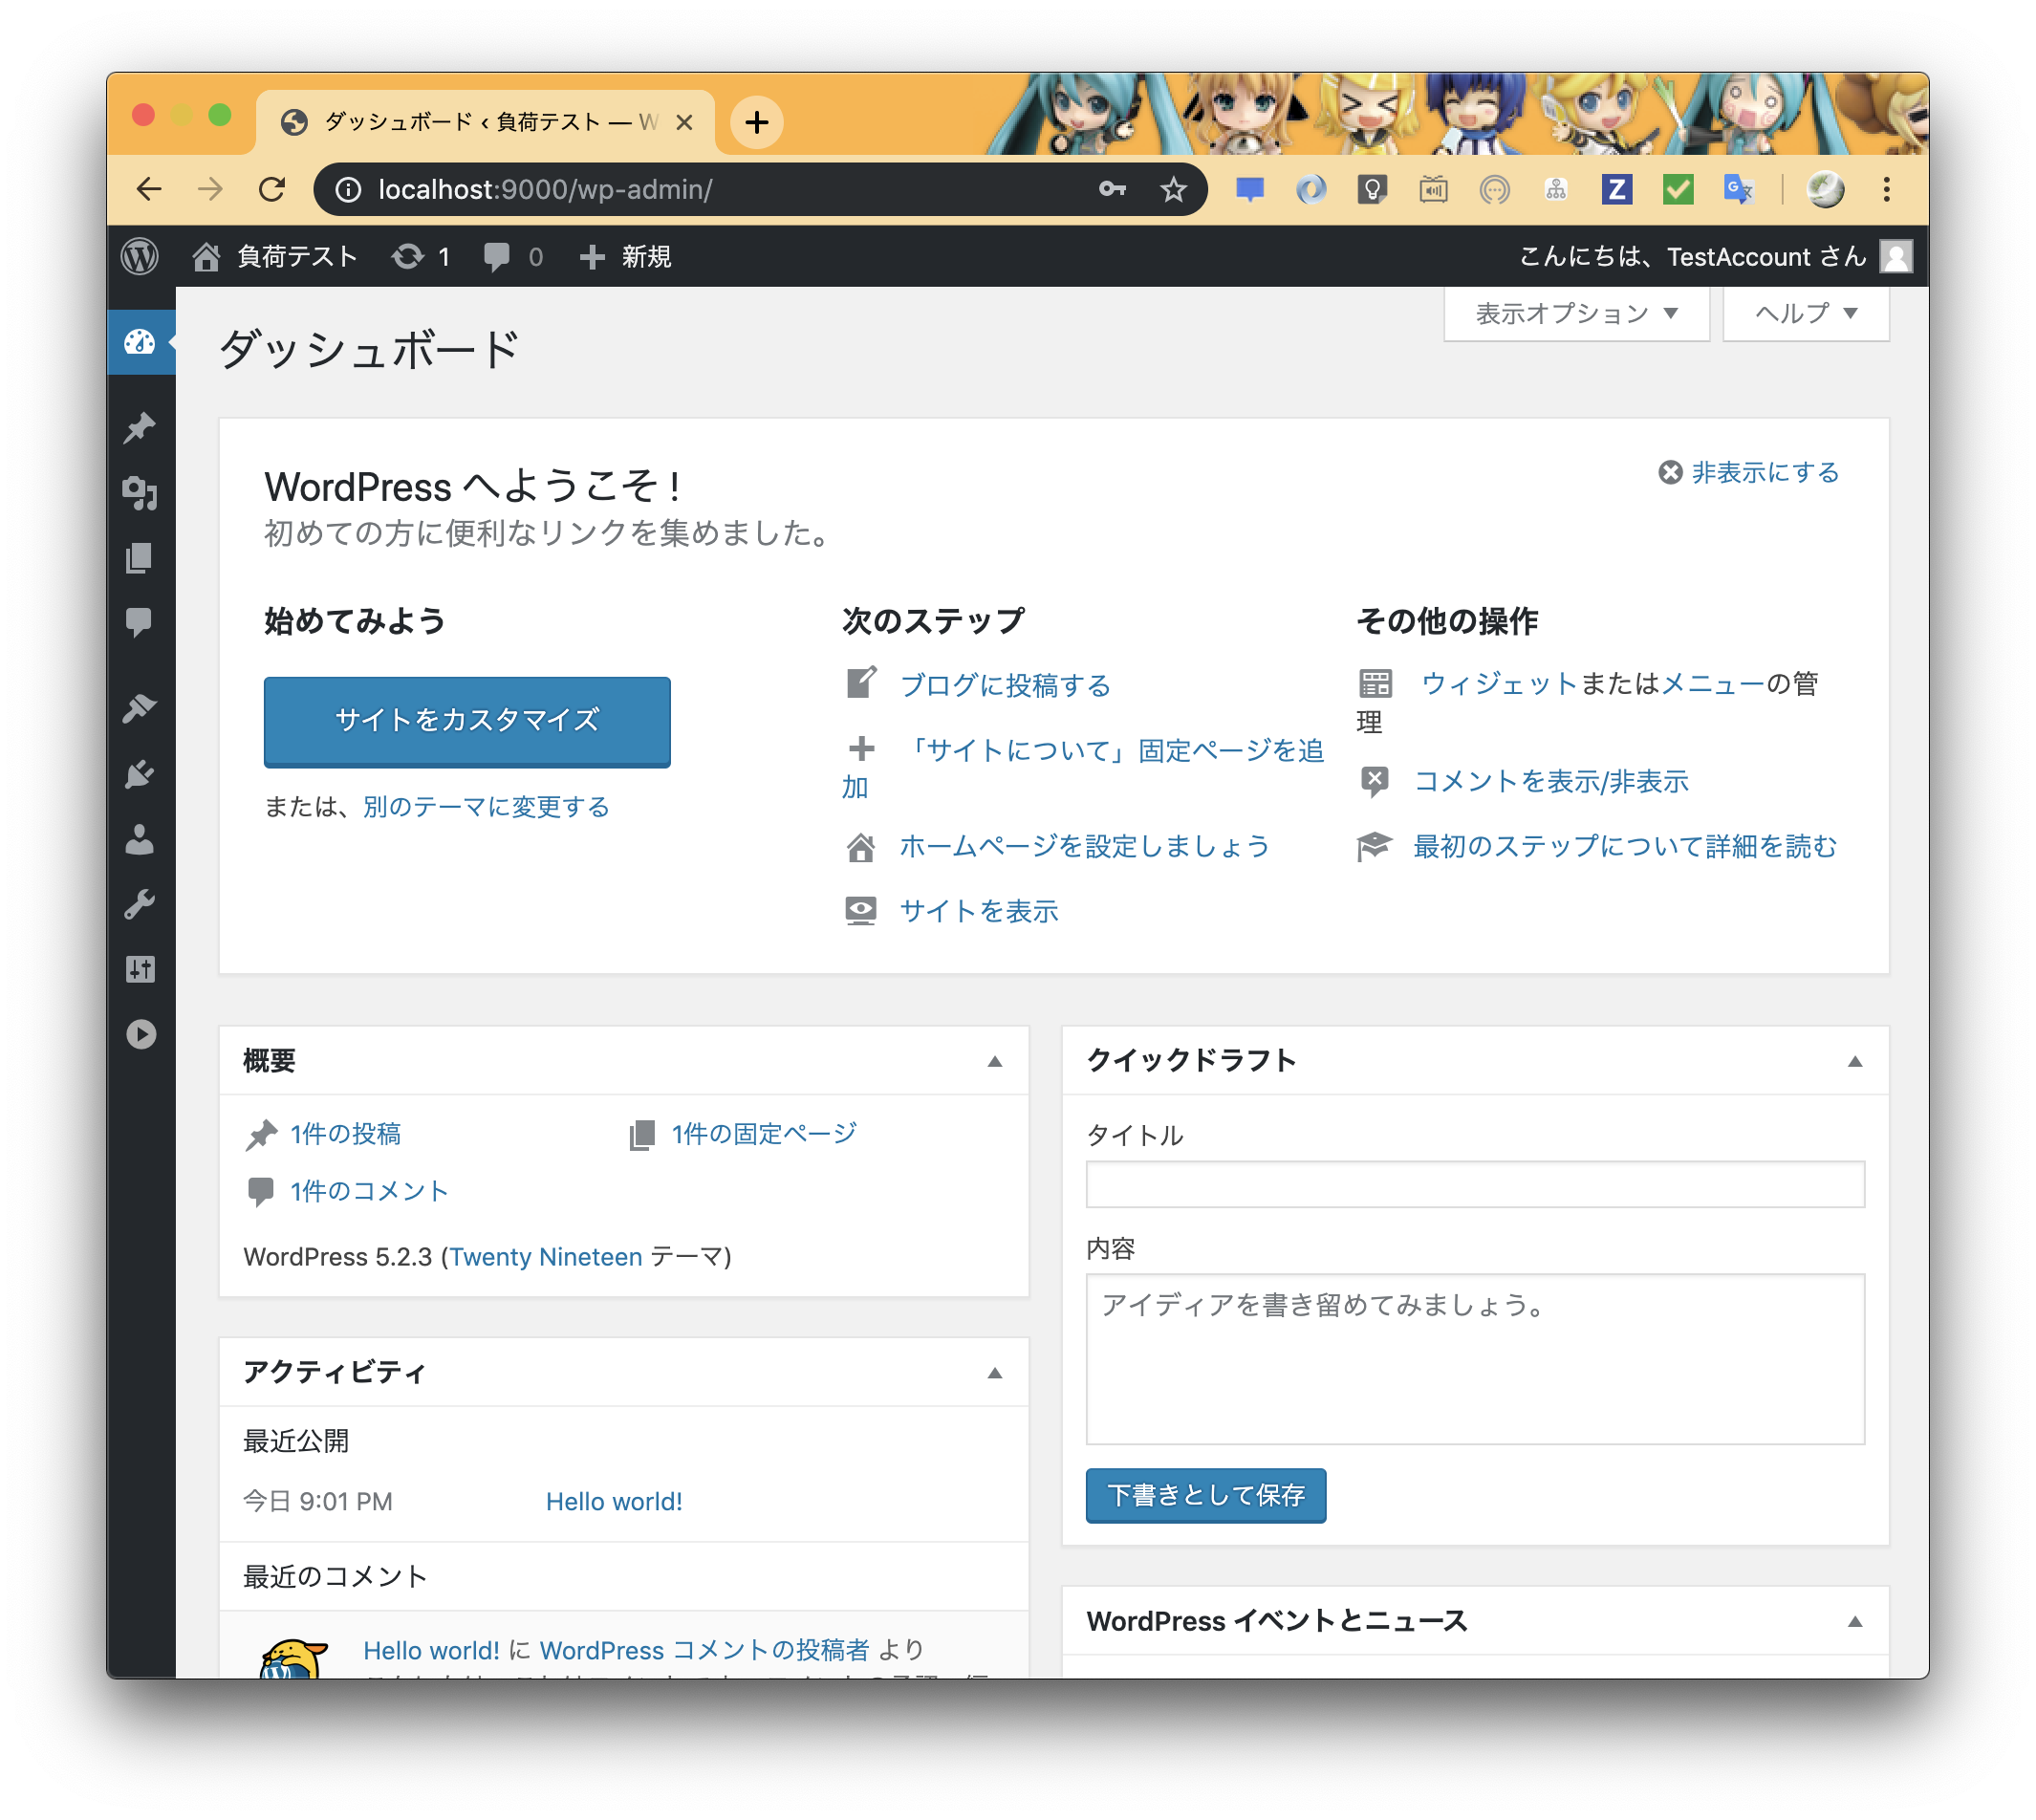 ダッシュボード ‹ 負荷テスト — W
localhost:9000/wp-admin/
負荷テスト 1 0 新規 こんにちは、TestAccount さん
表示オプション ヘルプ
ダッシュボード
WordPress へようこそ !
非表示にする
初めての方に便利なリンクを集めました。
始めてみよう
サイトをカスタマイズ
または、別のテーマに変更する
次のステップ
ブログに投稿する
「サイトについて」固定ページを追
加
ホームページを設定しましょう
サイトを表示
その他の操作
ウィジェットまたはメニューの管
理
コメントを表示/非表示
最初のステップについて詳細を読む
概要
1件の投稿 1件の固定ページ
1件のコメント
WordPress 5.2.3 (Twenty Nineteen テーマ)
アクティビティ
最近公開
今日 9:01 PM Hello world!
最近のコメント
Hello world! に WordPress コメントの投稿者 より
クイックドラフト
タイトル
内容
アイディアを書き留めてみましょう。
下書きとして保存
WordPress イベントとニュース